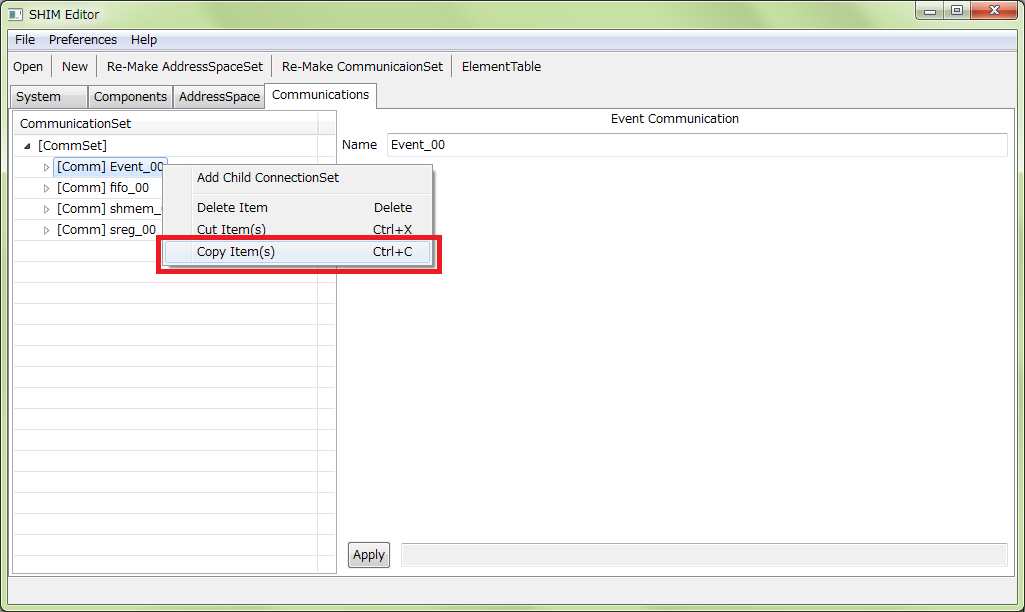 SHIM Editor
File Preferences Help
Open New Re-Make AddressSpaceSet Re-Make CommunicaionSet ElementTable
System Components AddressSpace Communications
CommunicationSet
Event Communication
[CommSet]
Name Event_00
[Comm] Event_00
[Comm] fifo_00
[Comm] shmem_
[Comm] sreg_00
Add Child ConnectionSet
Delete Item Delete
Cut Item(s) Ctrl+X
Copy Item(s) Ctrl+C
Apply